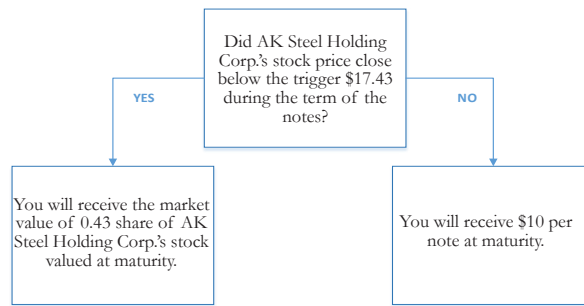 Did AK Steel Holding
Corp.'s stock price close
below the trigger $17.43
during the term of the
notes?
YES
NO
You will receive the market
value of 0.43 share of AK
Steel Holding Corp.'s stock
valued at maturity.
You will receive $10 per
note at maturity.